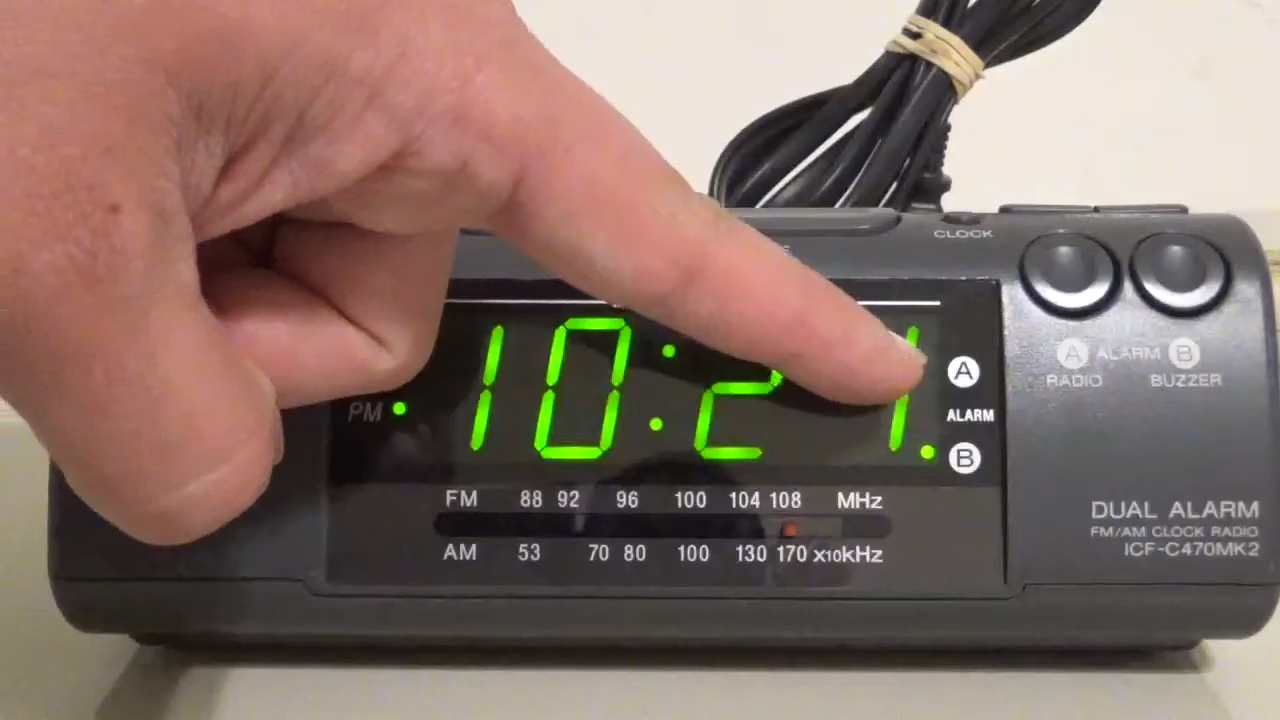 CLOCK
PM
10:21
A
ALARM
B
A ALARM B
RADIO BUZZER
FM 88 92 96 100 104 108 MHz
AM 53 70 80 100 130 170 x10kHz
DUAL ALARM
FM/AM CLOCK RADIO
ICF-C470MK2